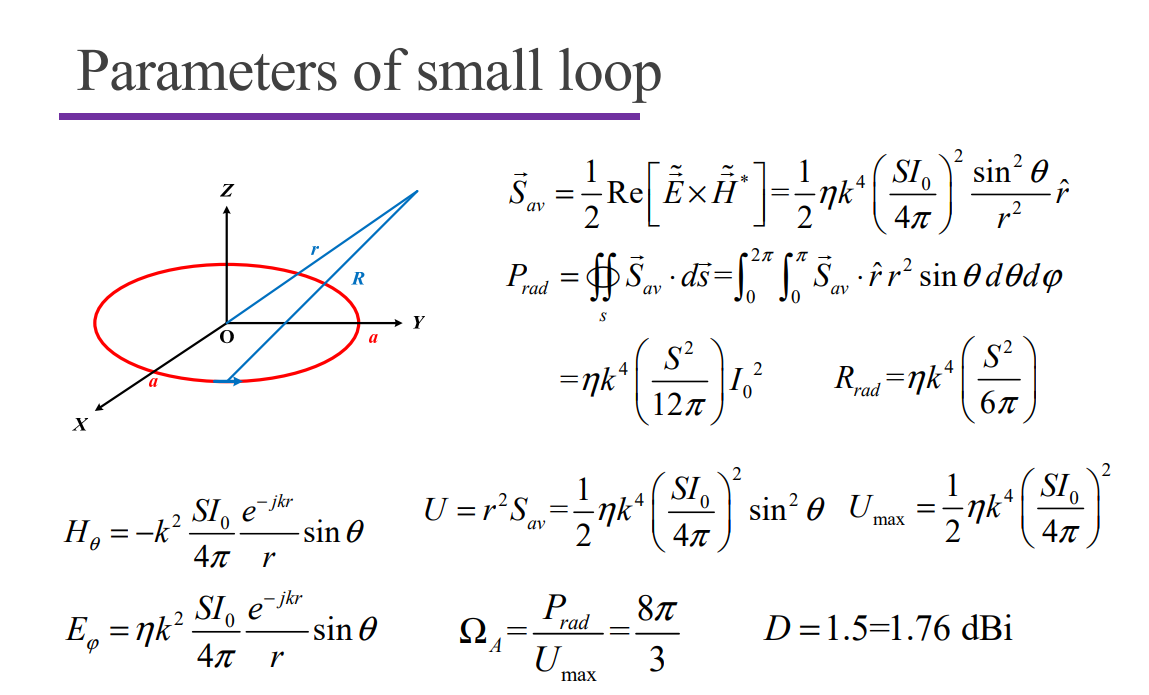 Parameters of small loop
Z
r
R
O
Y
a
a
X
$\vec{S}_{av} = \frac{1}{2} \mathrm{Re}\left[ \tilde{\vec{E}} \times \tilde{\vec{H}}^{*} \right] = \frac{1}{2} \eta k^4 \left( \frac{SI_0}{4\pi} \right)^2 \frac{\sin^2 \theta}{r^2} \hat{r}$
$P_{rad} = \oiint_s \vec{S}_{av} \cdot d\vec{s} = \int_0^{2\pi} \int_0^{\pi} \vec{S}_{av} \cdot \hat{r} r^2 \sin\theta d\theta d\varphi$
$= \eta k^4 \left( \frac{S^2}{12\pi} \right) I_0^2$
$R_{rad} = \eta k^4 \left( \frac{S^2}{6\pi} \right)$
$H_\theta = -k^2 \frac{SI_0}{4\pi} \frac{e^{-jkr}}{r} \sin\theta$
$U = r^2 S_{av} = \frac{1}{2} \eta k^4 \left( \frac{SI_0}{4\pi} \right)^2 \sin^2 \theta$
$U_{\max} = \frac{1}{2} \eta k^4 \left( \frac{SI_0}{4\pi} \right)^2$
$E_\varphi = \eta k^2 \frac{SI_0}{4\pi} \frac{e^{-jkr}}{r} \sin\theta$
$\Omega_A = \frac{P_{rad}}{U_{\max}} = \frac{8\pi}{3}$
$D = 1.5 = 1.76 \text{ dBi}$